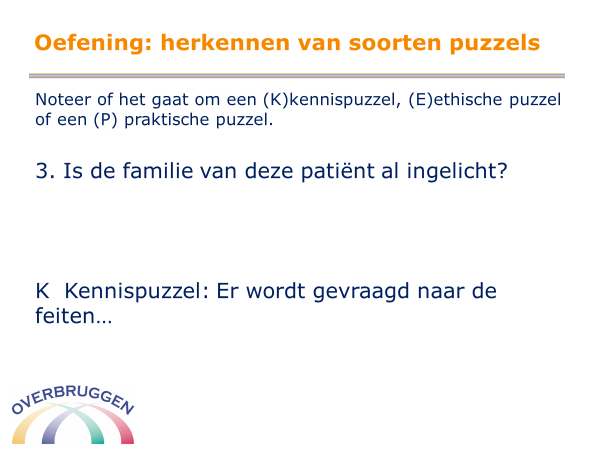 Oefening: herkennen van soorten puzzels
Noteer of het gaat om een (K)kennispuzzel, (E)ethische puzzel
of een (P) praktische puzzel.
3. Is de familie van deze patiënt al ingelicht?
K  Kennispuzzel: Er wordt gevraagd naar de
feiten…
OVERBRUGGEN